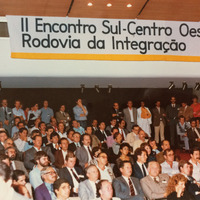 II Encontro Sul-Centro Oes
Rodovia da Integração